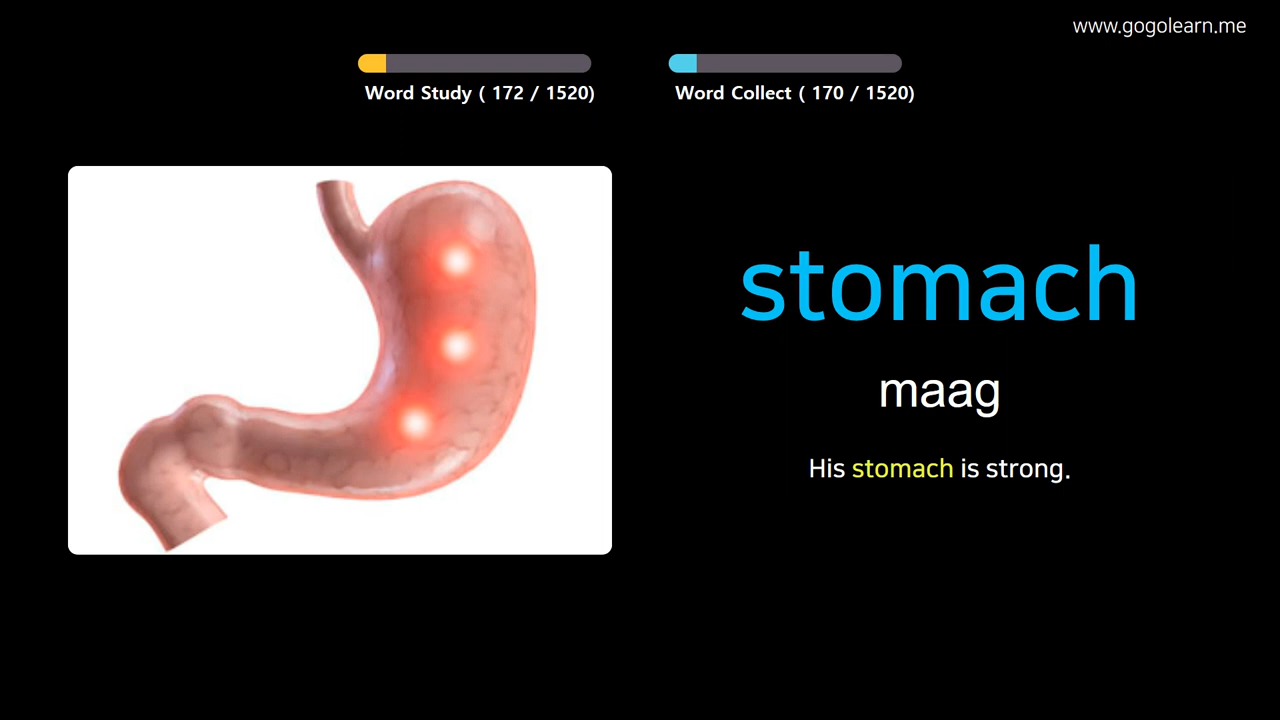 www.gogolearn.me
Word Study ( 172 / 1520)
Word Collect ( 170 / 1520)
stomach
maag
His stomach is strong.